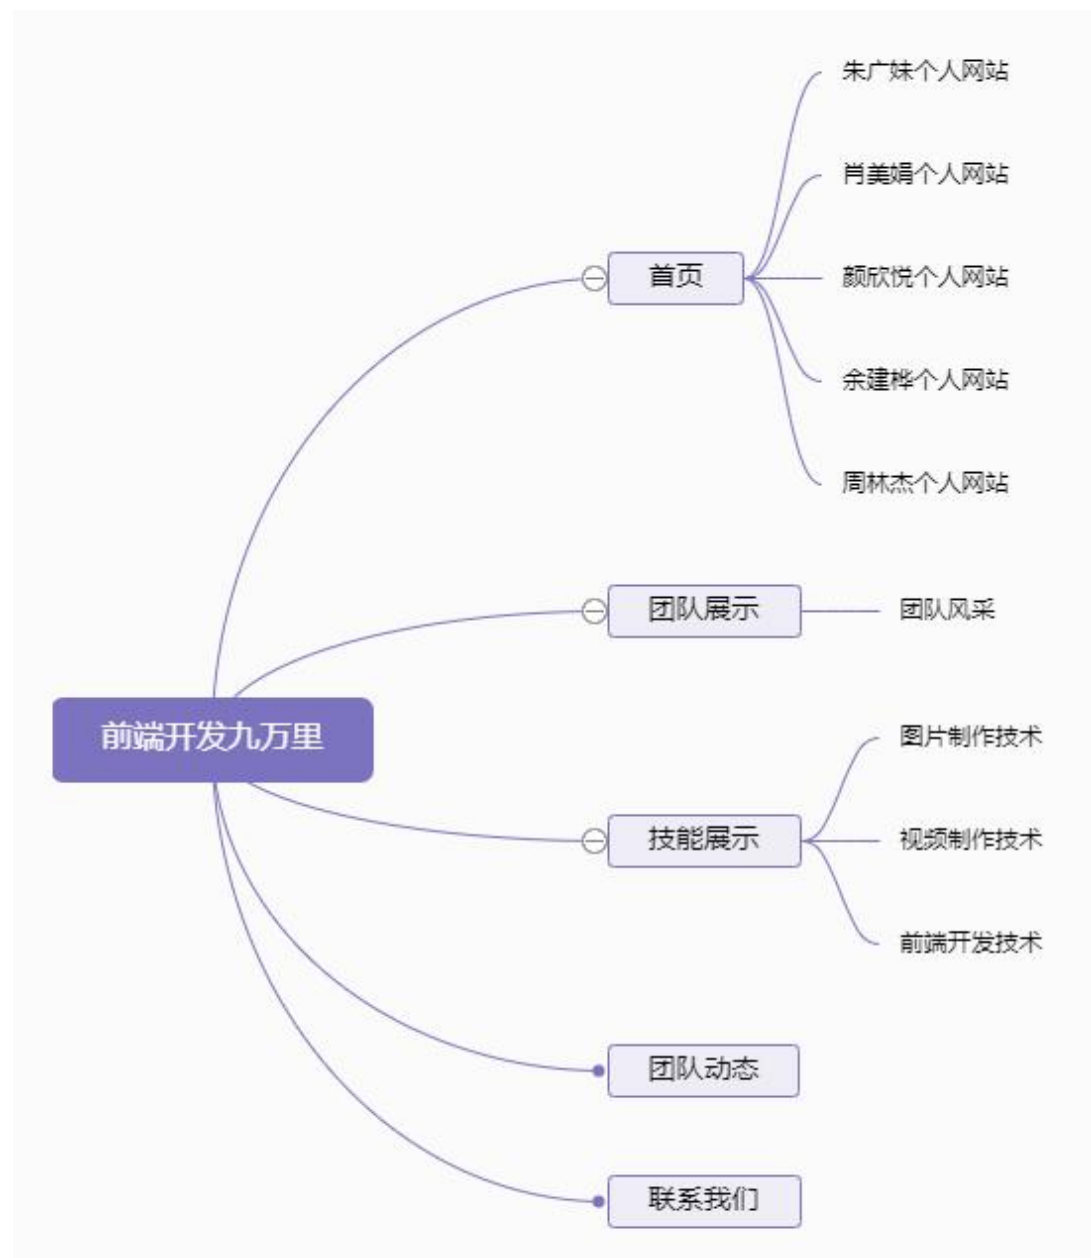 朱广妹个人网站
肖美娟个人网站
首页
颜欣悦个人网站
余建桦个人网站
周林杰个人网站
团队展示
团队风采
前端开发九万里
图片制作技术
技能展示
视频制作技术
前端开发技术
团队动态
联系我们